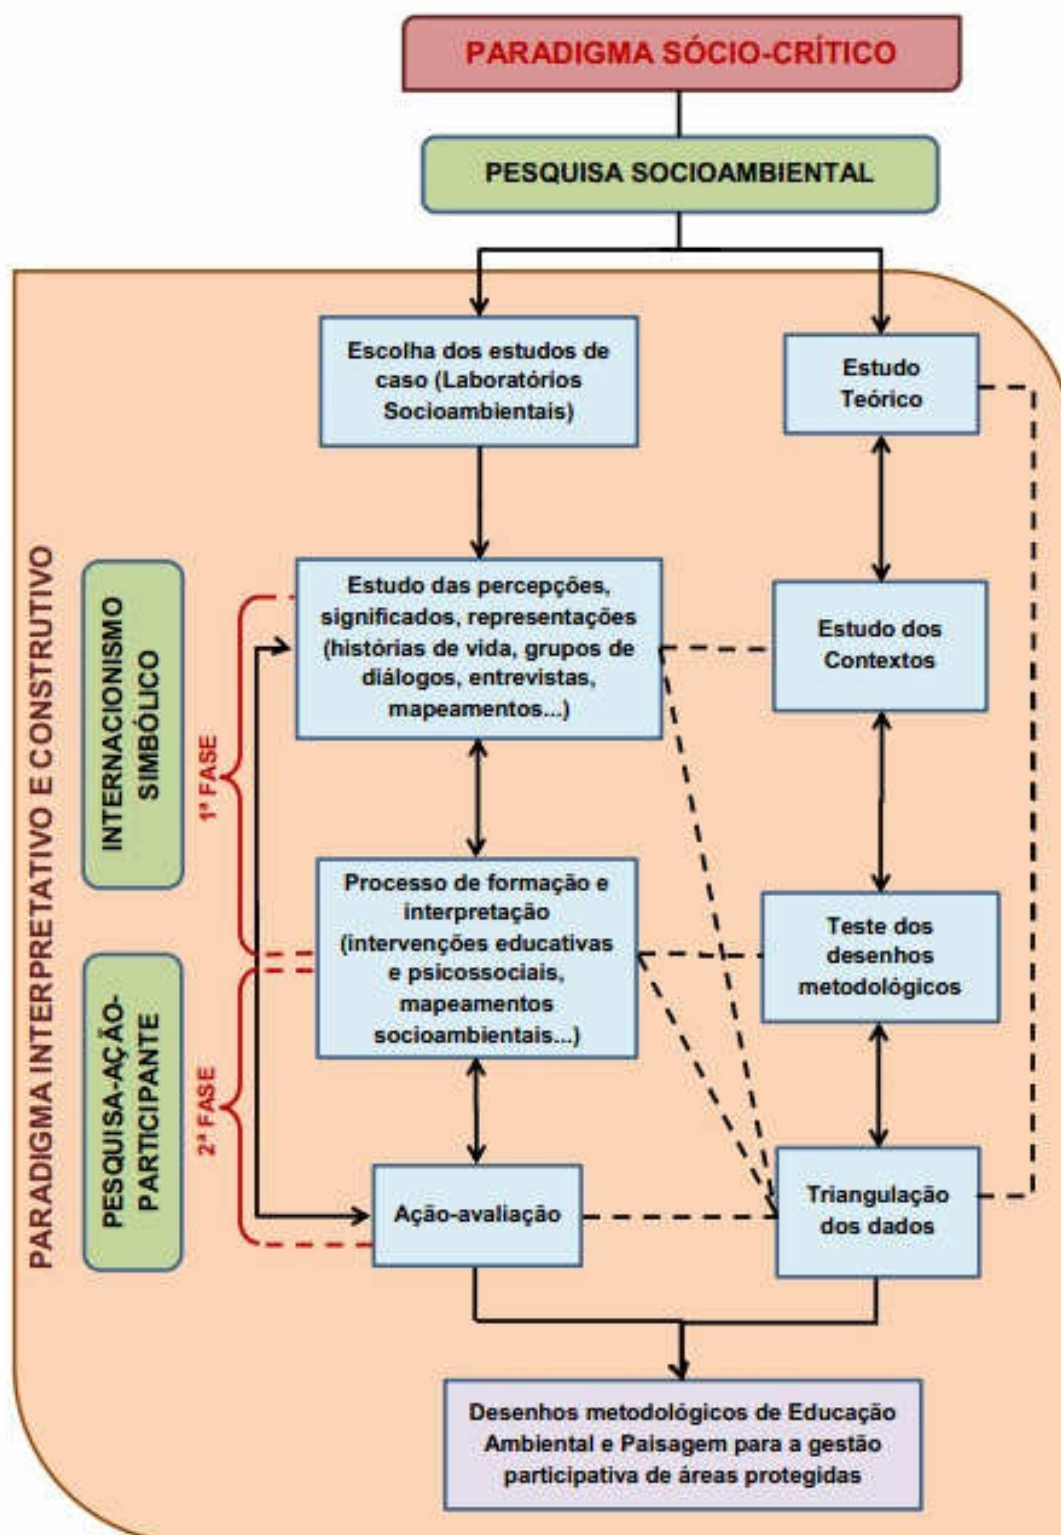 PARADIGMA SÓCIO-CRÍTICO
PESQUISA SOCIOAMBIENTAL
Escolha dos estudos de
caso (Laboratórios
Socioambientais)
Estudo
Teórico
PARADIGMA INTERPRETATIVO E CONSTRUTIVO
INTERNACIONISMO
SIMBÓLICO
1ª FASE
Estudo das percepções,
significados, representações
(histórias de vida, grupos de
diálogos, entrevistas,
mapeamentos...)
Estudo dos
Contextos
Processo de formação e
interpretação
(intervenções educativas
e psicossociais,
mapeamentos
socioambientais...)
Teste dos
desenhos
metodológicos
PESQUISA-AÇÃO-
PARTICIPANTE
2ª FASE
Ação-avaliação
Triangulação
dos dados
Desenhos metodológicos de Educação
Ambiental e Paisagem para a gestão
participativa de áreas protegidas